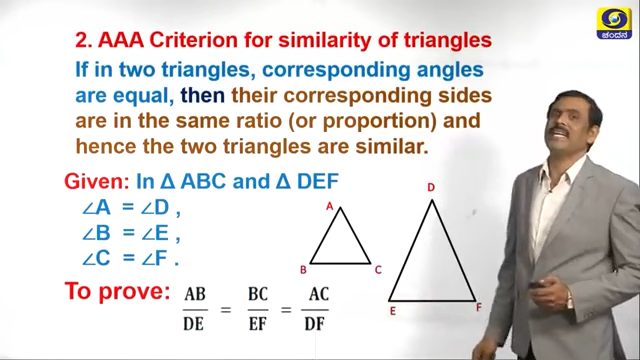 ಚಂದನ
2. AAA Criterion for similarity of triangles
If in two triangles, corresponding angles
are equal, then their corresponding sides
are in the same ratio (or proportion) and
hence the two triangles are similar.
Given: In Δ ABC and Δ DEF
∠A = ∠D ,
∠B = ∠E ,
∠C = ∠F .
A
B
C
D
E
F
To prove: AB/DE = BC/EF = AC/DF